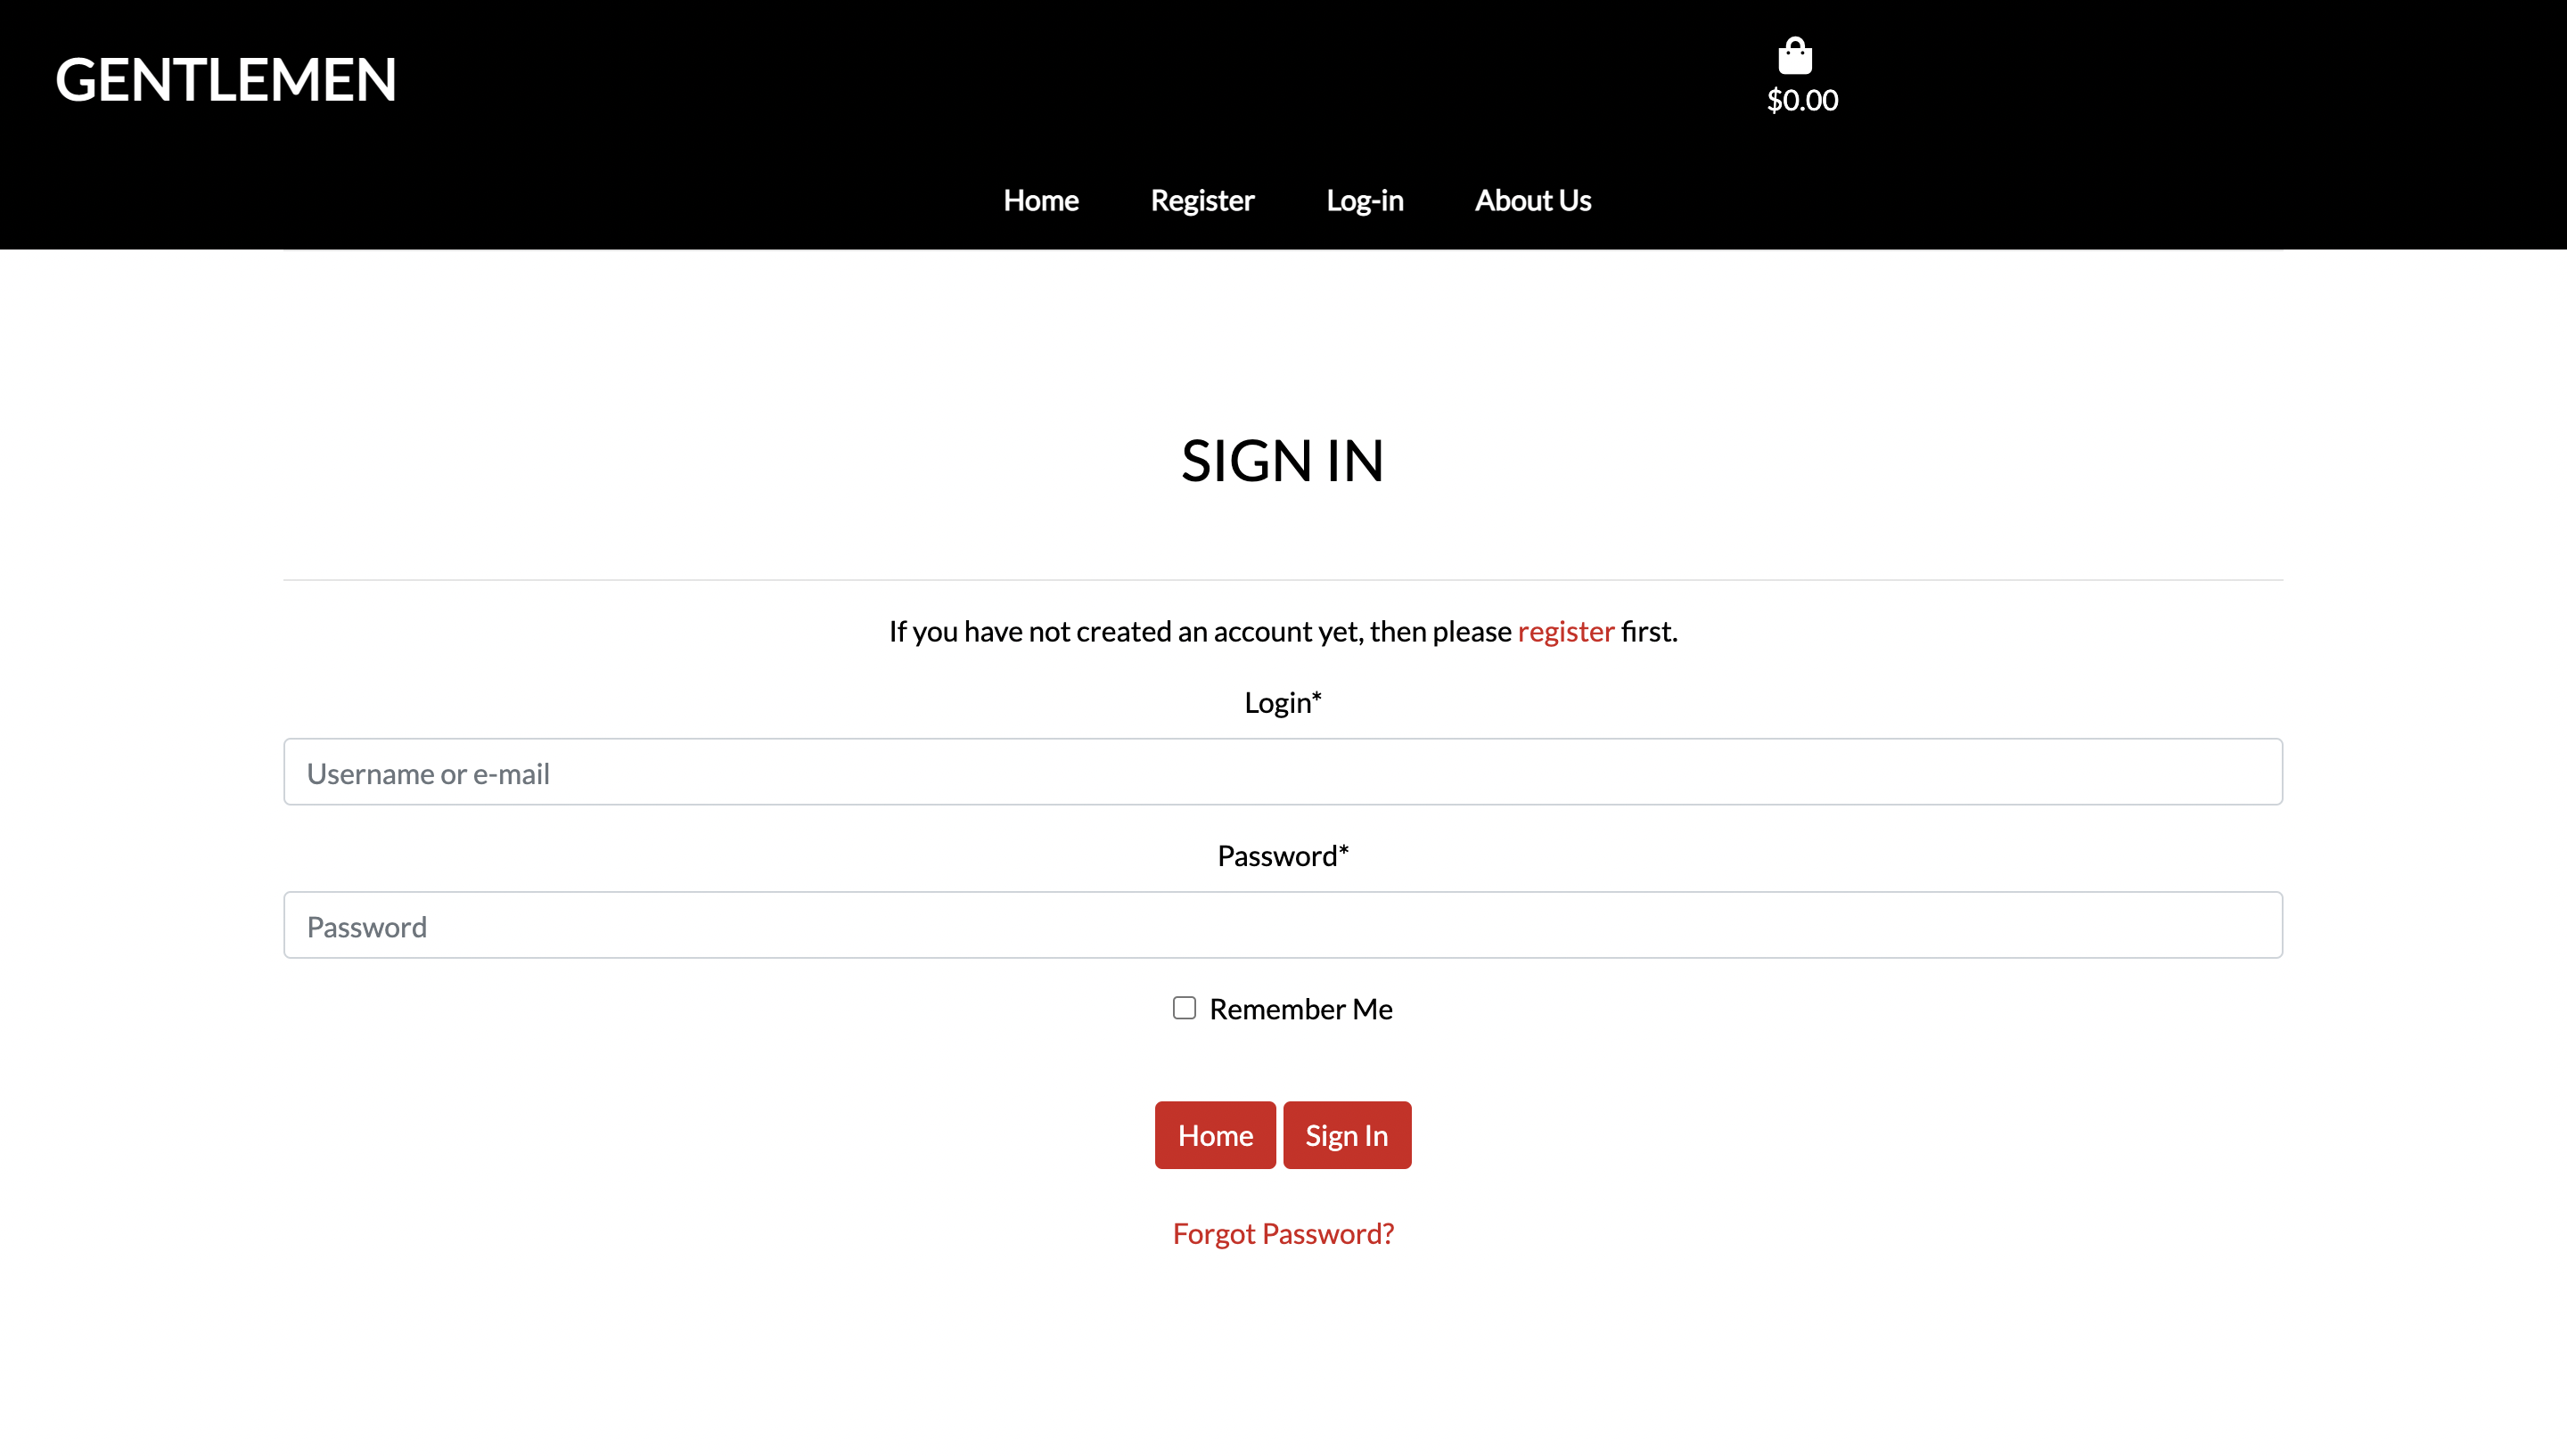 GENTLEMEN
$0.00
Home Register Log-in About Us
SIGN IN
If you have not created an account yet, then please register first.
Login*
Username or e-mail
Password*
Password
Remember Me
Home Sign In
Forgot Password?